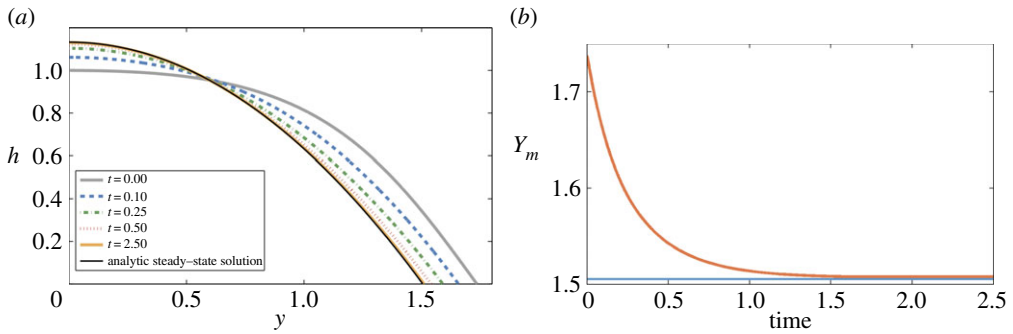 (a)
1.0
0.8
h
0.6
0.4
0.2
t = 0.00
t = 0.10
t = 0.25
t = 0.50
t = 2.50
analytic steady–state solution
0
0.5
1.0
1.5
y
(b)
1.7
Y_m
1.6
1.5
0
0.5
1.0
1.5
2.0
2.5
time